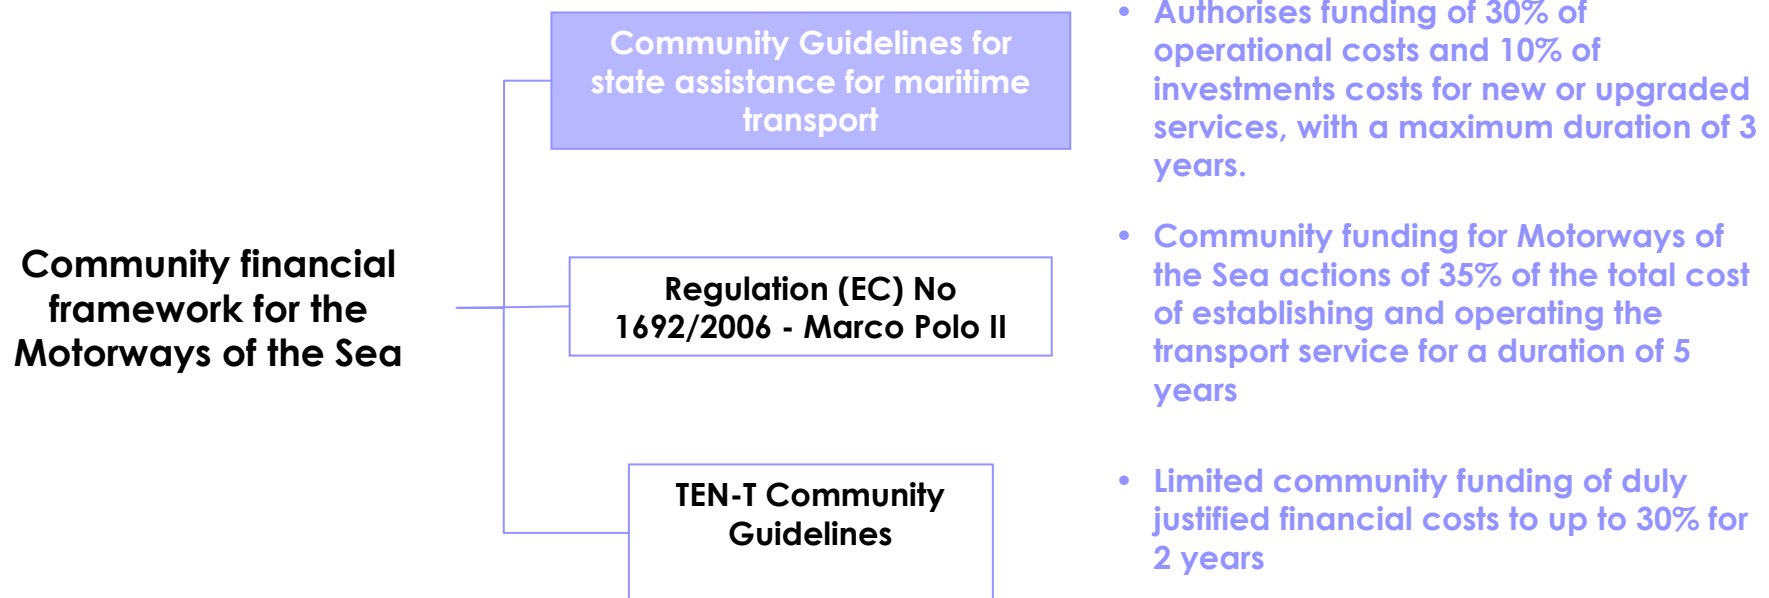 Community financial
framework for the
Motorways of the Sea
Community Guidelines for
state assistance for maritime
transport
• Authorises funding of 30% of
operational costs and 10% of
investments costs for new or upgraded
services, with a maximum duration of 3
years.
Regulation (EC) No
1692/2006 - Marco Polo II
• Community funding for Motorways of
the Sea actions of 35% of the total cost
of establishing and operating the
transport service for a duration of 5
years
TEN-T Community
Guidelines
• Limited community funding of duly
justified financial costs to up to 30% for
2 years